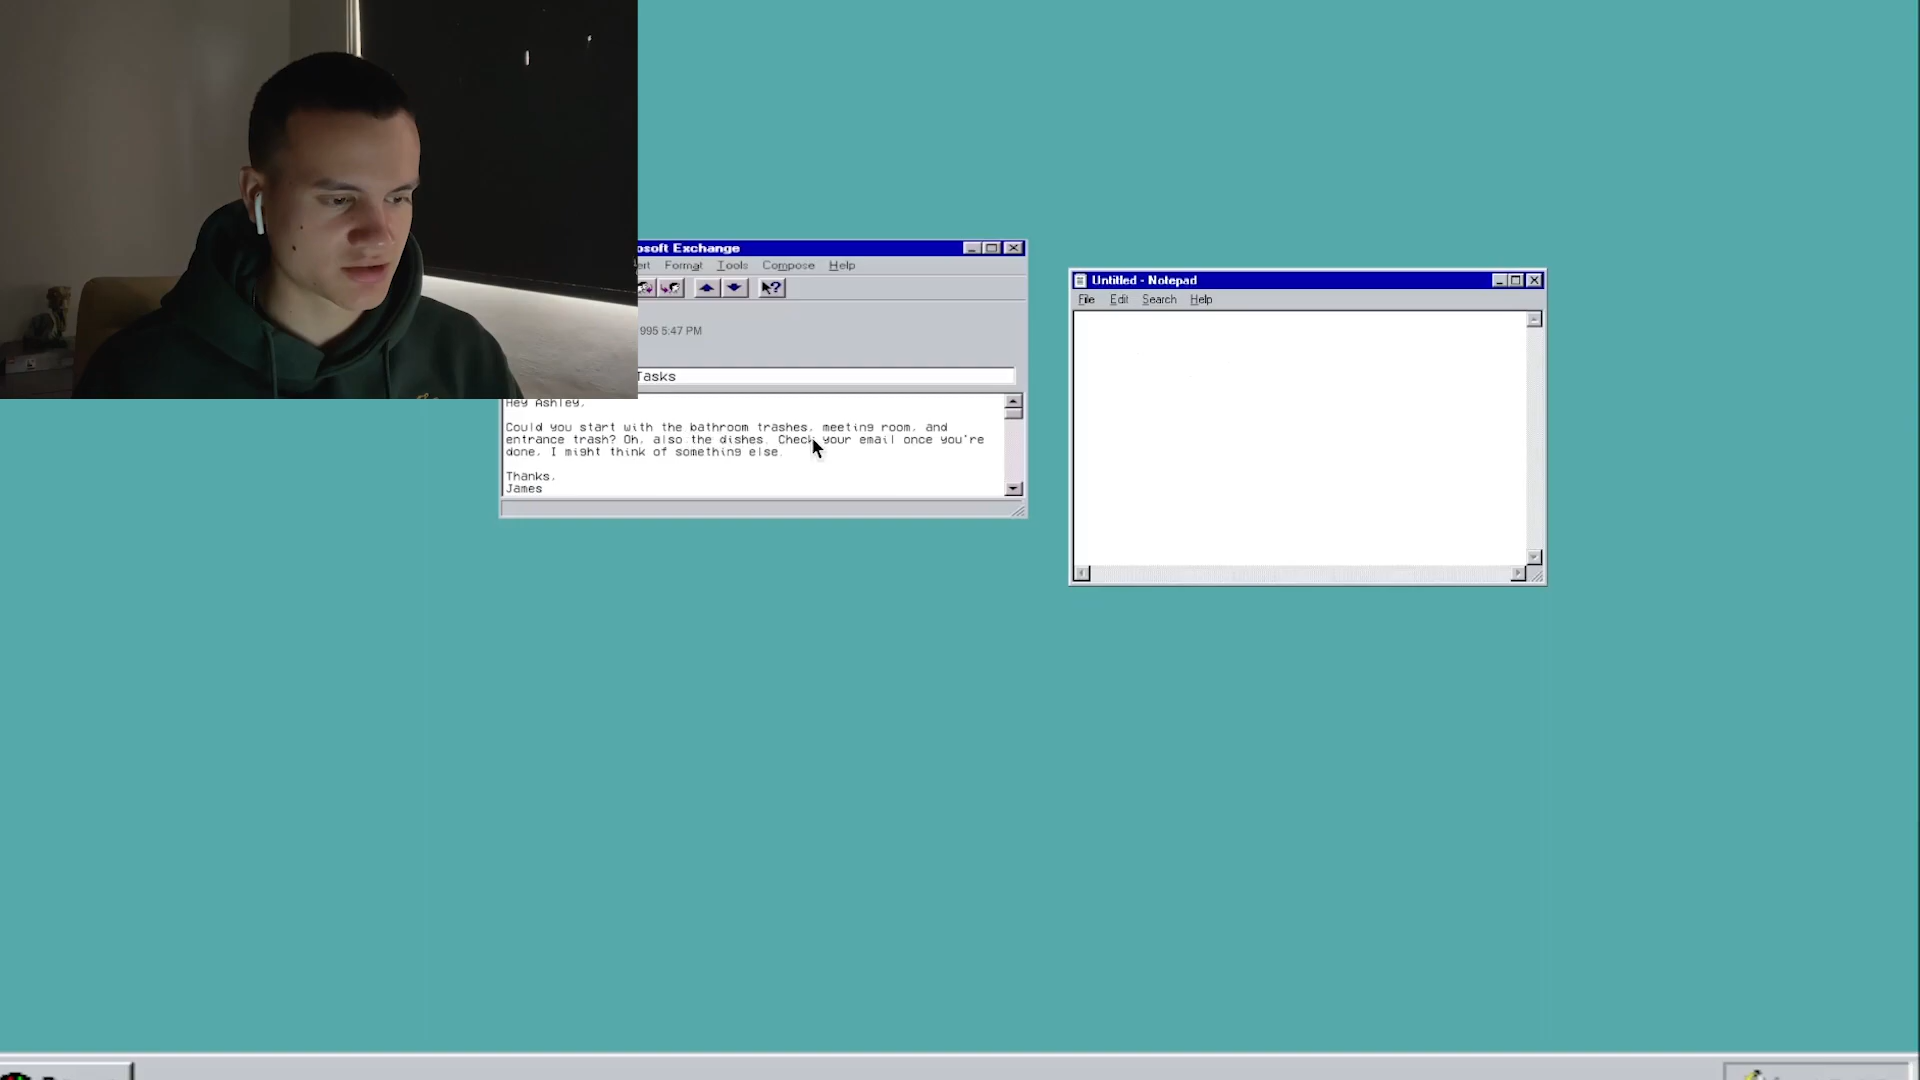 osoft Exchange
ert Format Tools Compose Help
995 5:47 PM
Tasks
Hey Ashley,
Could you start with the bathroom trashes, meeting room, and
entrance trash? Oh, also the dishes. Check your email once you're
done, I might think of something else.
Thanks,
James
Untitled - Notepad
File Edit Search Help